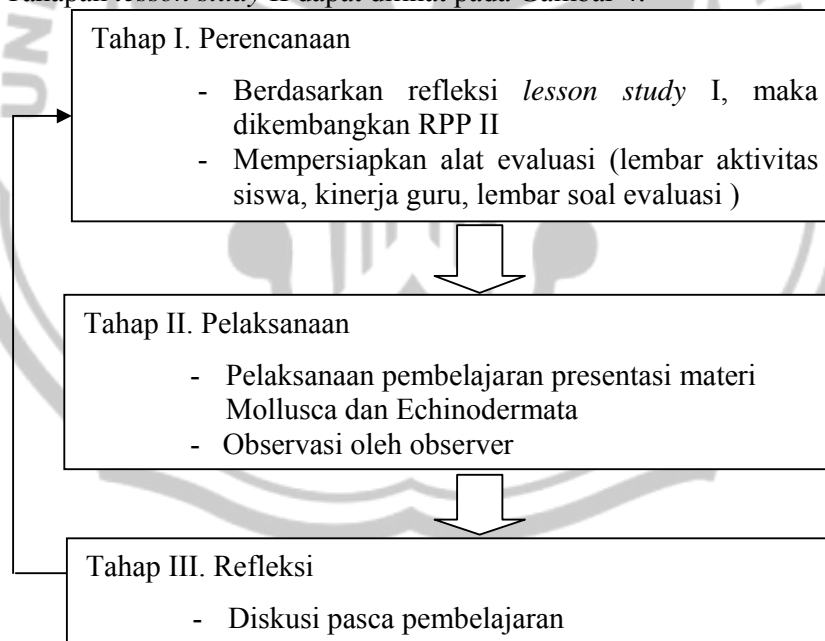 Tahapan lesson study II dapat dilihat pada Gambar 4.
UN
Tahap I. Perencanaan
- Berdasarkan refleksi lesson study I, maka
dikembangkan RPP II
- Mempersiapkan alat evaluasi (lembar aktivitas
siswa, kinerja guru, lembar soal evaluasi )
Tahap II. Pelaksanaan
- Pelaksanaan pembelajaran presentasi materi
Mollusca dan Echinodermata
- Observasi oleh observer
Tahap III. Refleksi
- Diskusi pasca pembelajaran